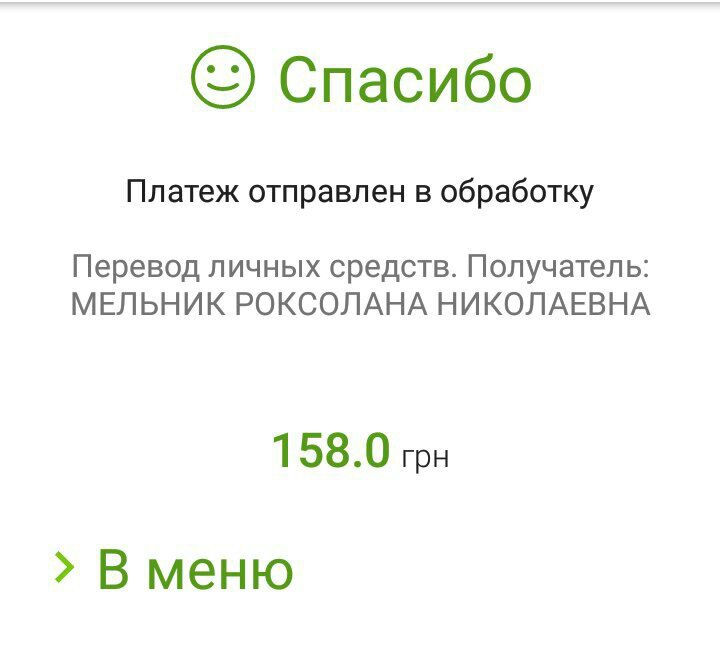 Спасибо
Платеж отправлен в обработку
Перевод личных средств. Получатель:
МЕЛЬНИК РОКСОЛАНА НИКОЛАЕВНА
158.0 грн
В меню